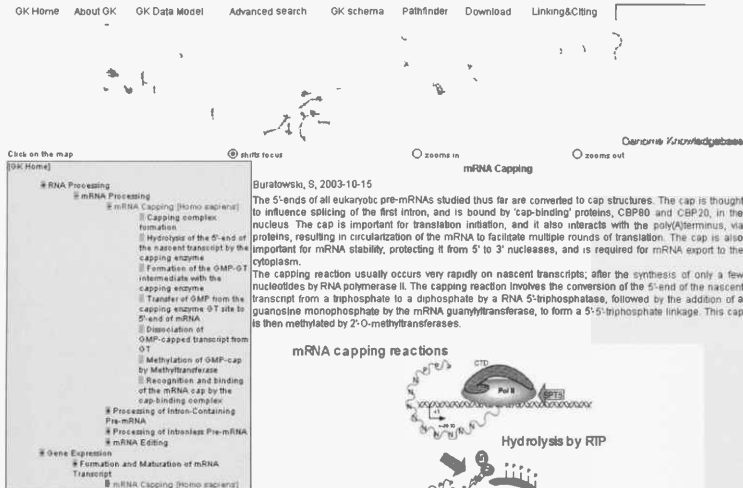 GK Home About GK GK Data Model Advanced search GK schema Pathfinder Download Linking&Citing
Genome Knowledgebase
Click on the map shifts focus zooms in zooms out
[GK Home]
RNA Processing
mRNA Processing
mRNA Capping [Homo sapiens]
Capping complex
formation
Hydrolysis of the 5'-end of
the nascent transcript by the
capping enzyme
Formation of the GMP-GT
intermediate with the
capping enzyme
Transfer of GMP from the
capping enzyme GT site to
5'-end of mRNA
Dissociation of
GMP-capped transcript from
GT
Methylation of GMP-cap
by Methyltransferase
Recognition and binding
of the mRNA cap by the
cap-binding complex
Processing of Intron-Containing
Pre-mRNA
Processing of Intronless Pre-mRNA
mRNA Editing
Gene Expression
Formation and Maturation of mRNA
Transcript
mRNA Capping [Homo sapiens]
mRNA Capping
Buratowski, S, 2003-10-15
The 5'-ends of all eukaryotic pre-mRNAs studied thus far are converted to cap structures. The cap is thought
to influence splicing of the first intron, and is bound by 'cap-binding' proteins, CBP80 and CBP20, in the
nucleus. The cap is important for translation initiation, and it also interacts with the poly(A)terminus, via
proteins, resulting in circularization of the mRNA to facilitate multiple rounds of translation. The cap is also
important for mRNA stability, protecting it from 5' to 3' nucleases, and is required for mRNA export to the
cytoplasm.
The capping reaction usually occurs very rapidly on nascent transcripts; after the synthesis of only a few
nucleotides by RNA polymerase II. The capping reaction involves the conversion of the 5'-end of the nascent
transcript from a triphosphate to a diphosphate by a RNA 5'-triphosphatase, followed by the addition of a
guanosine monophosphate by the mRNA guanylyltransferase, to form a 5'-5'-triphosphate linkage. This cap
is then methylated by 2'-O-methyltransferases.
mRNA capping reactions
CTD
Pol II
SPT5
+1
Hydrolysis by RTP